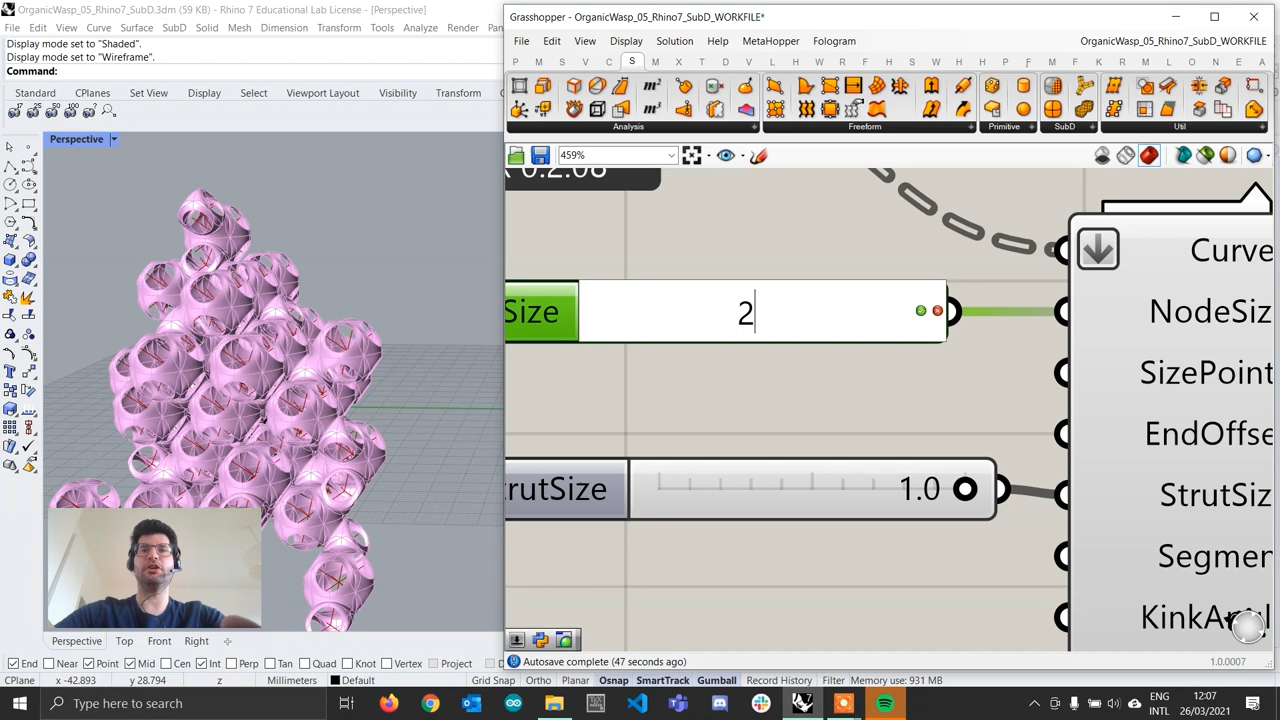 OrganicWasp_05_Rhino7_SubD.3dm (59 KB) - Rhino 7 Educational Lab License - [Perspective]
File Edit View Curve Surface SubD Solid Mesh Dimension Transform Tools Analyze Render Pan
Display mode set to "Shaded".
Display mode set to "Wireframe".
Command:
Standard CPlanes Set View Display Select Viewport Layout Visibility Transform
Perspective
Perspective Top Front Right
End Near Point Mid Cen Int Perp Tan Quad Knot Vertex Project
CPlane x -42.893 y 28.794 z Millimeters Default Grid Snap Ortho Planar Osnap SmartTrack Gumball Record History Filter Memory use: 931 MB
Grasshopper - OrganicWasp_05_Rhino7_SubD_WORKFILE*
File Edit View Display Solution Help MetaHopper Fologram OrganicWasp_05_Rhino7_SubD_WORKFILE
P M S V C S M I T X D V M L P H K F B S W P M D J M F E A
Analysis Freeform Primitive SubD Util
459%
X 0.2.08
Curve
Size 2 NodeSiz
SizePoint
EndOffse
trutSize 1.0 StrutSiz
Segmen
KinkAngl
Autosave complete (47 seconds ago) 1.0.0007
Type here to search
ENG 12:07
26/03/2021